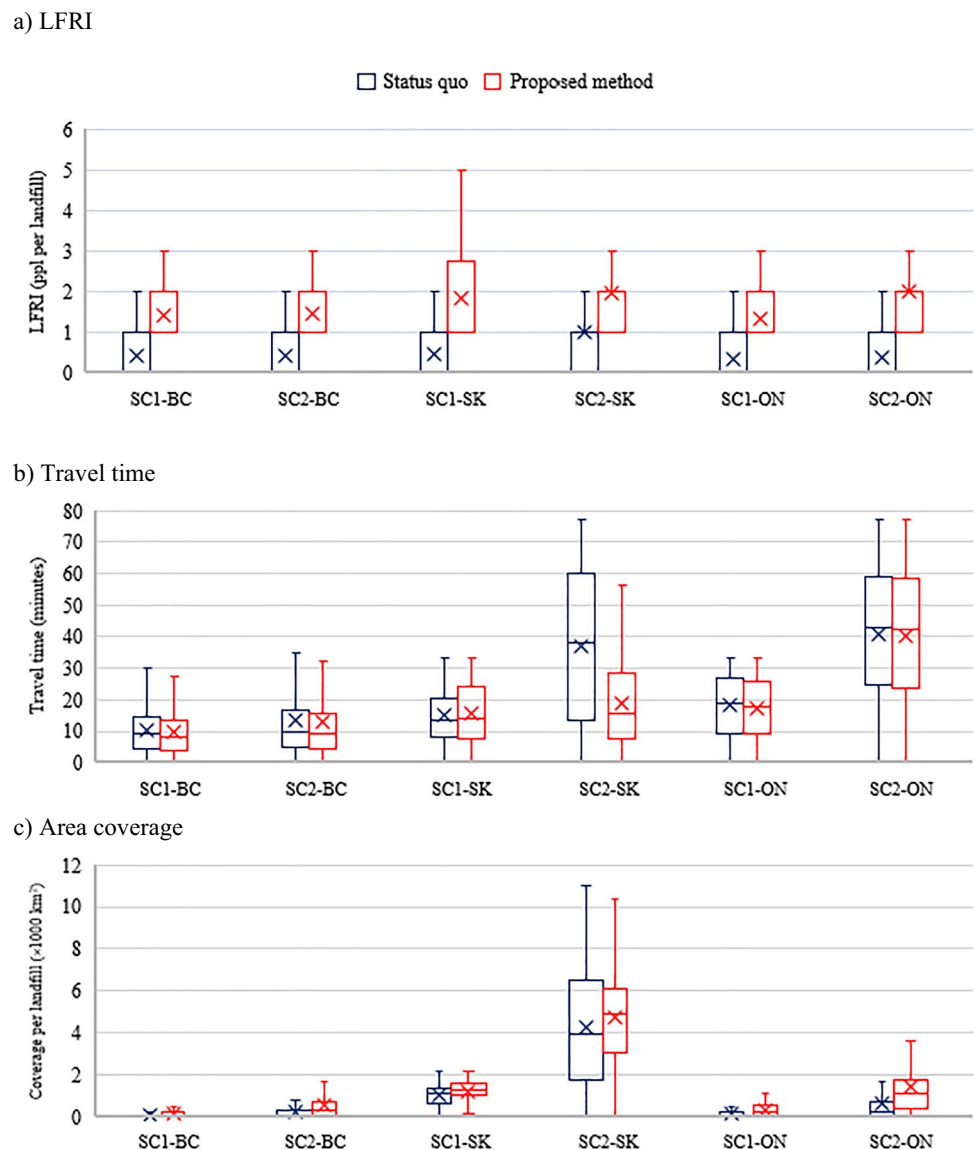 a) LFRI
Status quo Proposed method
LFRI (ppl per landfill)
6
5
4
3
2
1
0
SC1-BC SC2-BC SC1-SK SC2-SK SC1-ON SC2-ON
b) Travel time
Travel time (minutes)
80
70
60
50
40
30
20
10
0
SC1-BC SC2-BC SC1-SK SC2-SK SC1-ON SC2-ON
c) Area coverage
Coverage per landfill (×1000 km²)
12
10
8
6
4
2
0
SC1-BC SC2-BC SC1-SK SC2-SK SC1-ON SC2-ON